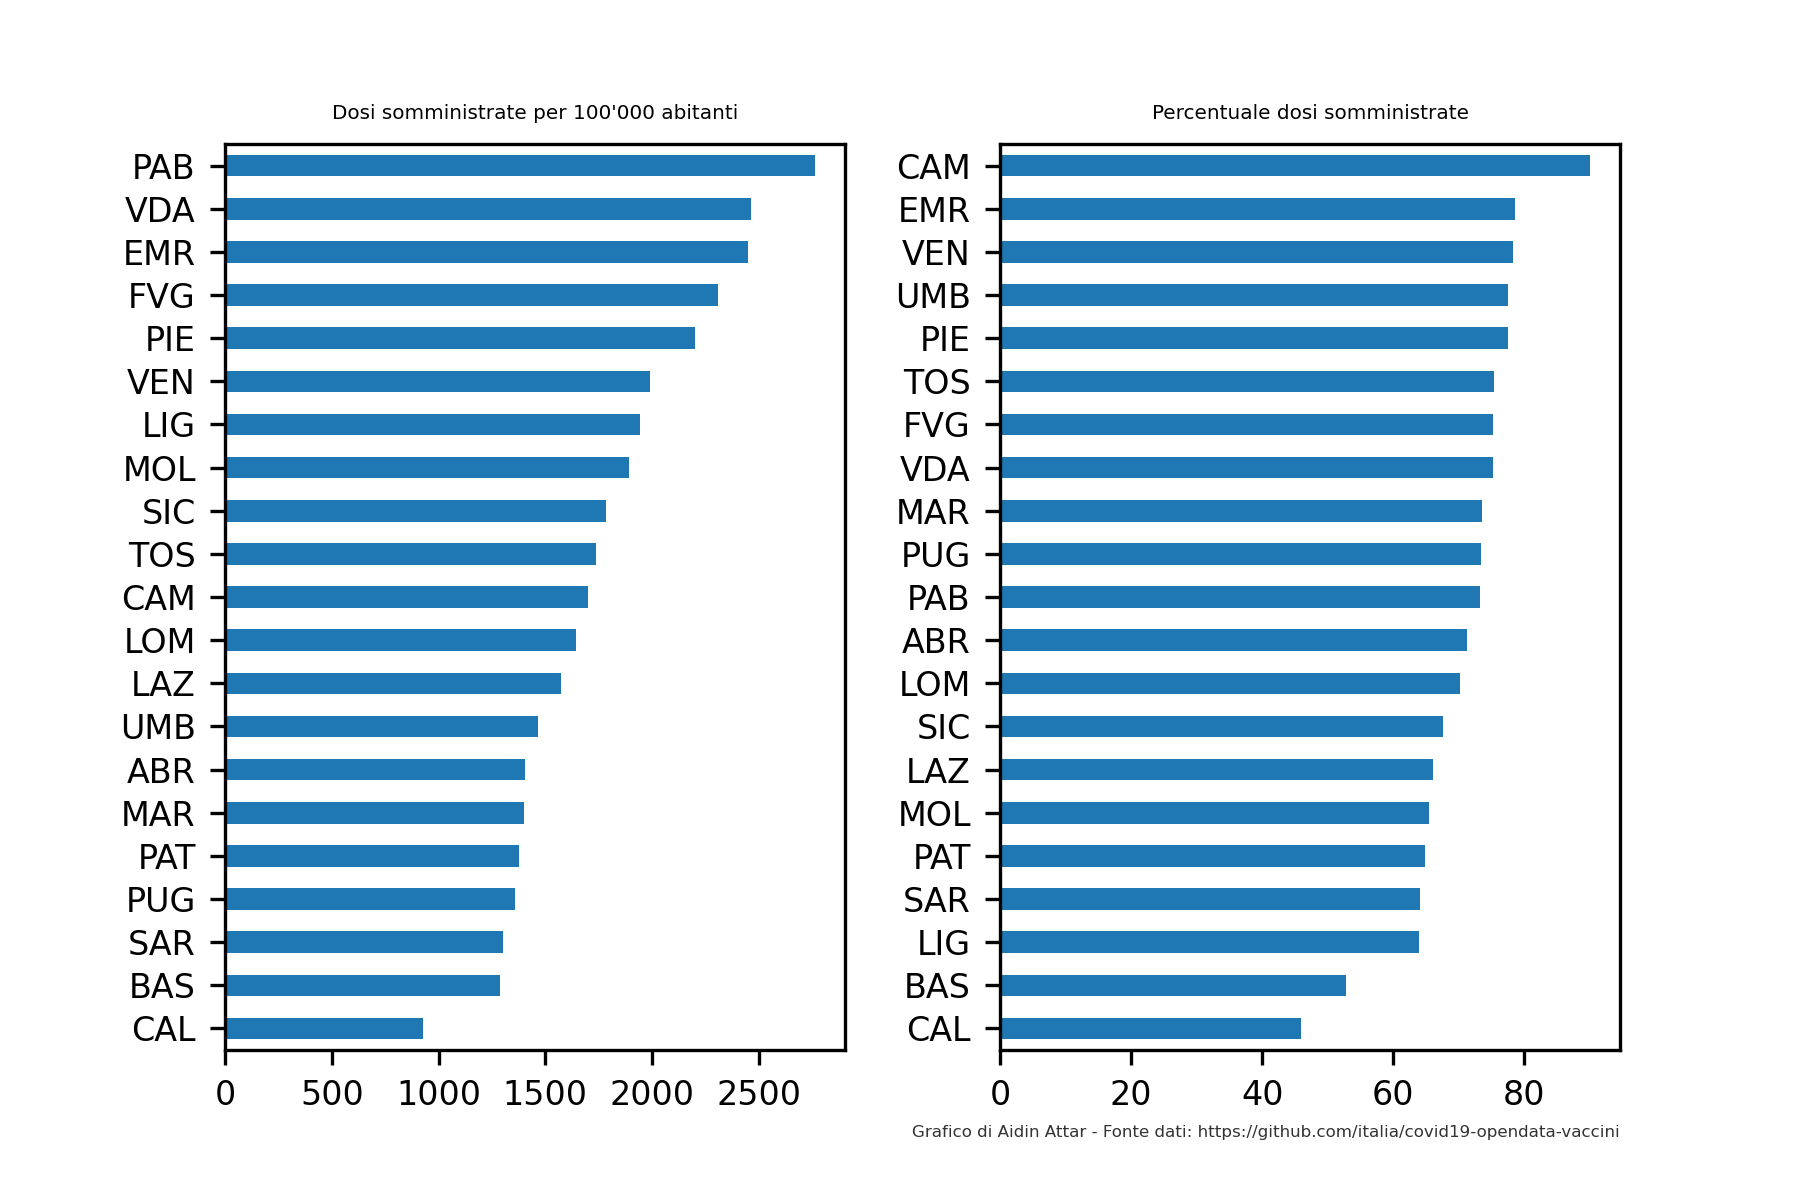 Dosi somministrate per 100'000 abitanti
PAB
VDA
EMR
FVG
PIE
VEN
LIG
MOL
SIC
TOS
CAM
LOM
LAZ
UMB
ABR
MAR
PAT
PUG
SAR
BAS
CAL
0 500 1000 1500 2000 2500
Percentuale dosi somministrate
CAM
EMR
VEN
UMB
PIE
TOS
FVG
VDA
MAR
PUG
PAB
ABR
LOM
SIC
LAZ
MOL
PAT
SAR
LIG
BAS
CAL
0 20 40 60 80
Grafico di Aidin Attar - Fonte dati: https://github.com/italia/covid19-opendata-vaccini